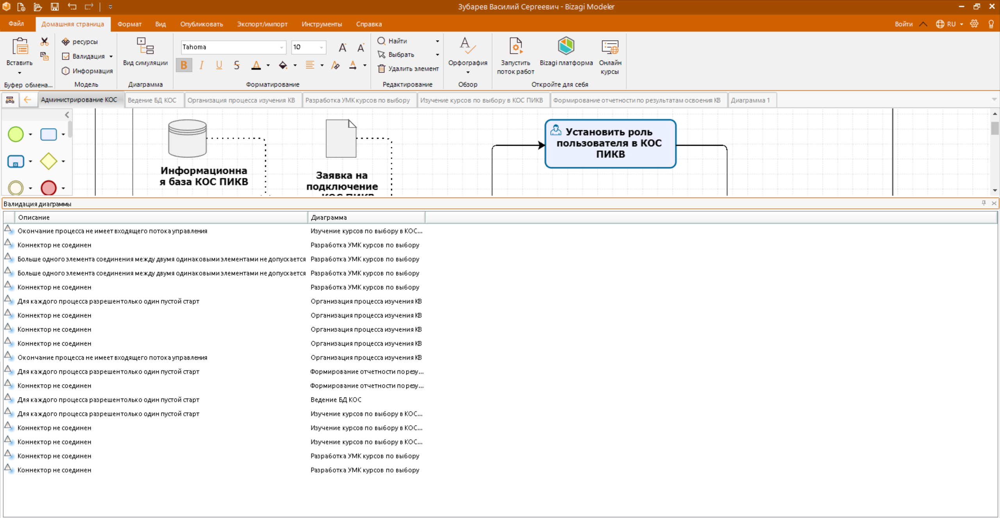 Зубарев Василий Сергеевич - Bizagi Modeler
Файл Домашняя страница Формат Вид Опубликовать Экспорт/импорт Инструменты Справка Войти RU
Вставить
Буфер обмена...
ресурсы
Валидация
Информация
Модель
Вид симуляции
Диаграмма
Tahoma 10
A A
B I U S A A
Форматирование
Найти
Выбрать
Удалить элемент
Редактирование
Орфография
Обзор
Запустить поток работ
Bizagi платформа
Онлайн курсы
Откройте для себя
Администрирование КОС Ведение БД КОС Организация процесса изучения КВ Разработка УМК курсов по выбору Изучение курсов по выбору в КОС ПИКВ Формирование отчетности по результатам освоения КВ Диаграмма 1
Информационна
я база КОС ПИКВ
Заявка на
подключение
КОС ПИКВ
Установить роль
пользователя в КОС
ПИКВ
Валидация диаграммы
Описание Диаграмма
Окончание процесса не имеет входящего потока управления Изучение курсов по выбору в КОС...
Коннектор не соединен Разработка УМК курсов по выбору
Больше одного элемента соединения между двумя одинаковыми элементами не допускается Разработка УМК курсов по выбору
Больше одного элемента соединения между двумя одинаковыми элементами не допускается Разработка УМК курсов по выбору
Коннектор не соединен Разработка УМК курсов по выбору
Для каждого процесса разрешен только один пустой старт Организация процесса изучения КВ
Коннектор не соединен Организация процесса изучения КВ
Коннектор не соединен Организация процесса изучения КВ
Коннектор не соединен Организация процесса изучения КВ
Окончание процесса не имеет входящего потока управления Организация процесса изучения КВ
Для каждого процесса разрешен только один пустой старт Формирование отчетности по резу...
Коннектор не соединен Формирование отчетности по резу...
Для каждого процесса разрешен только один пустой старт Ведение БД КОС
Для каждого процесса разрешен только один пустой старт Изучение курсов по выбору в КОС...
Коннектор не соединен Изучение курсов по выбору в КОС...
Коннектор не соединен Изучение курсов по выбору в КОС...
Коннектор не соединен Разработка УМК курсов по выбору
Коннектор не соединен Разработка УМК курсов по выбору